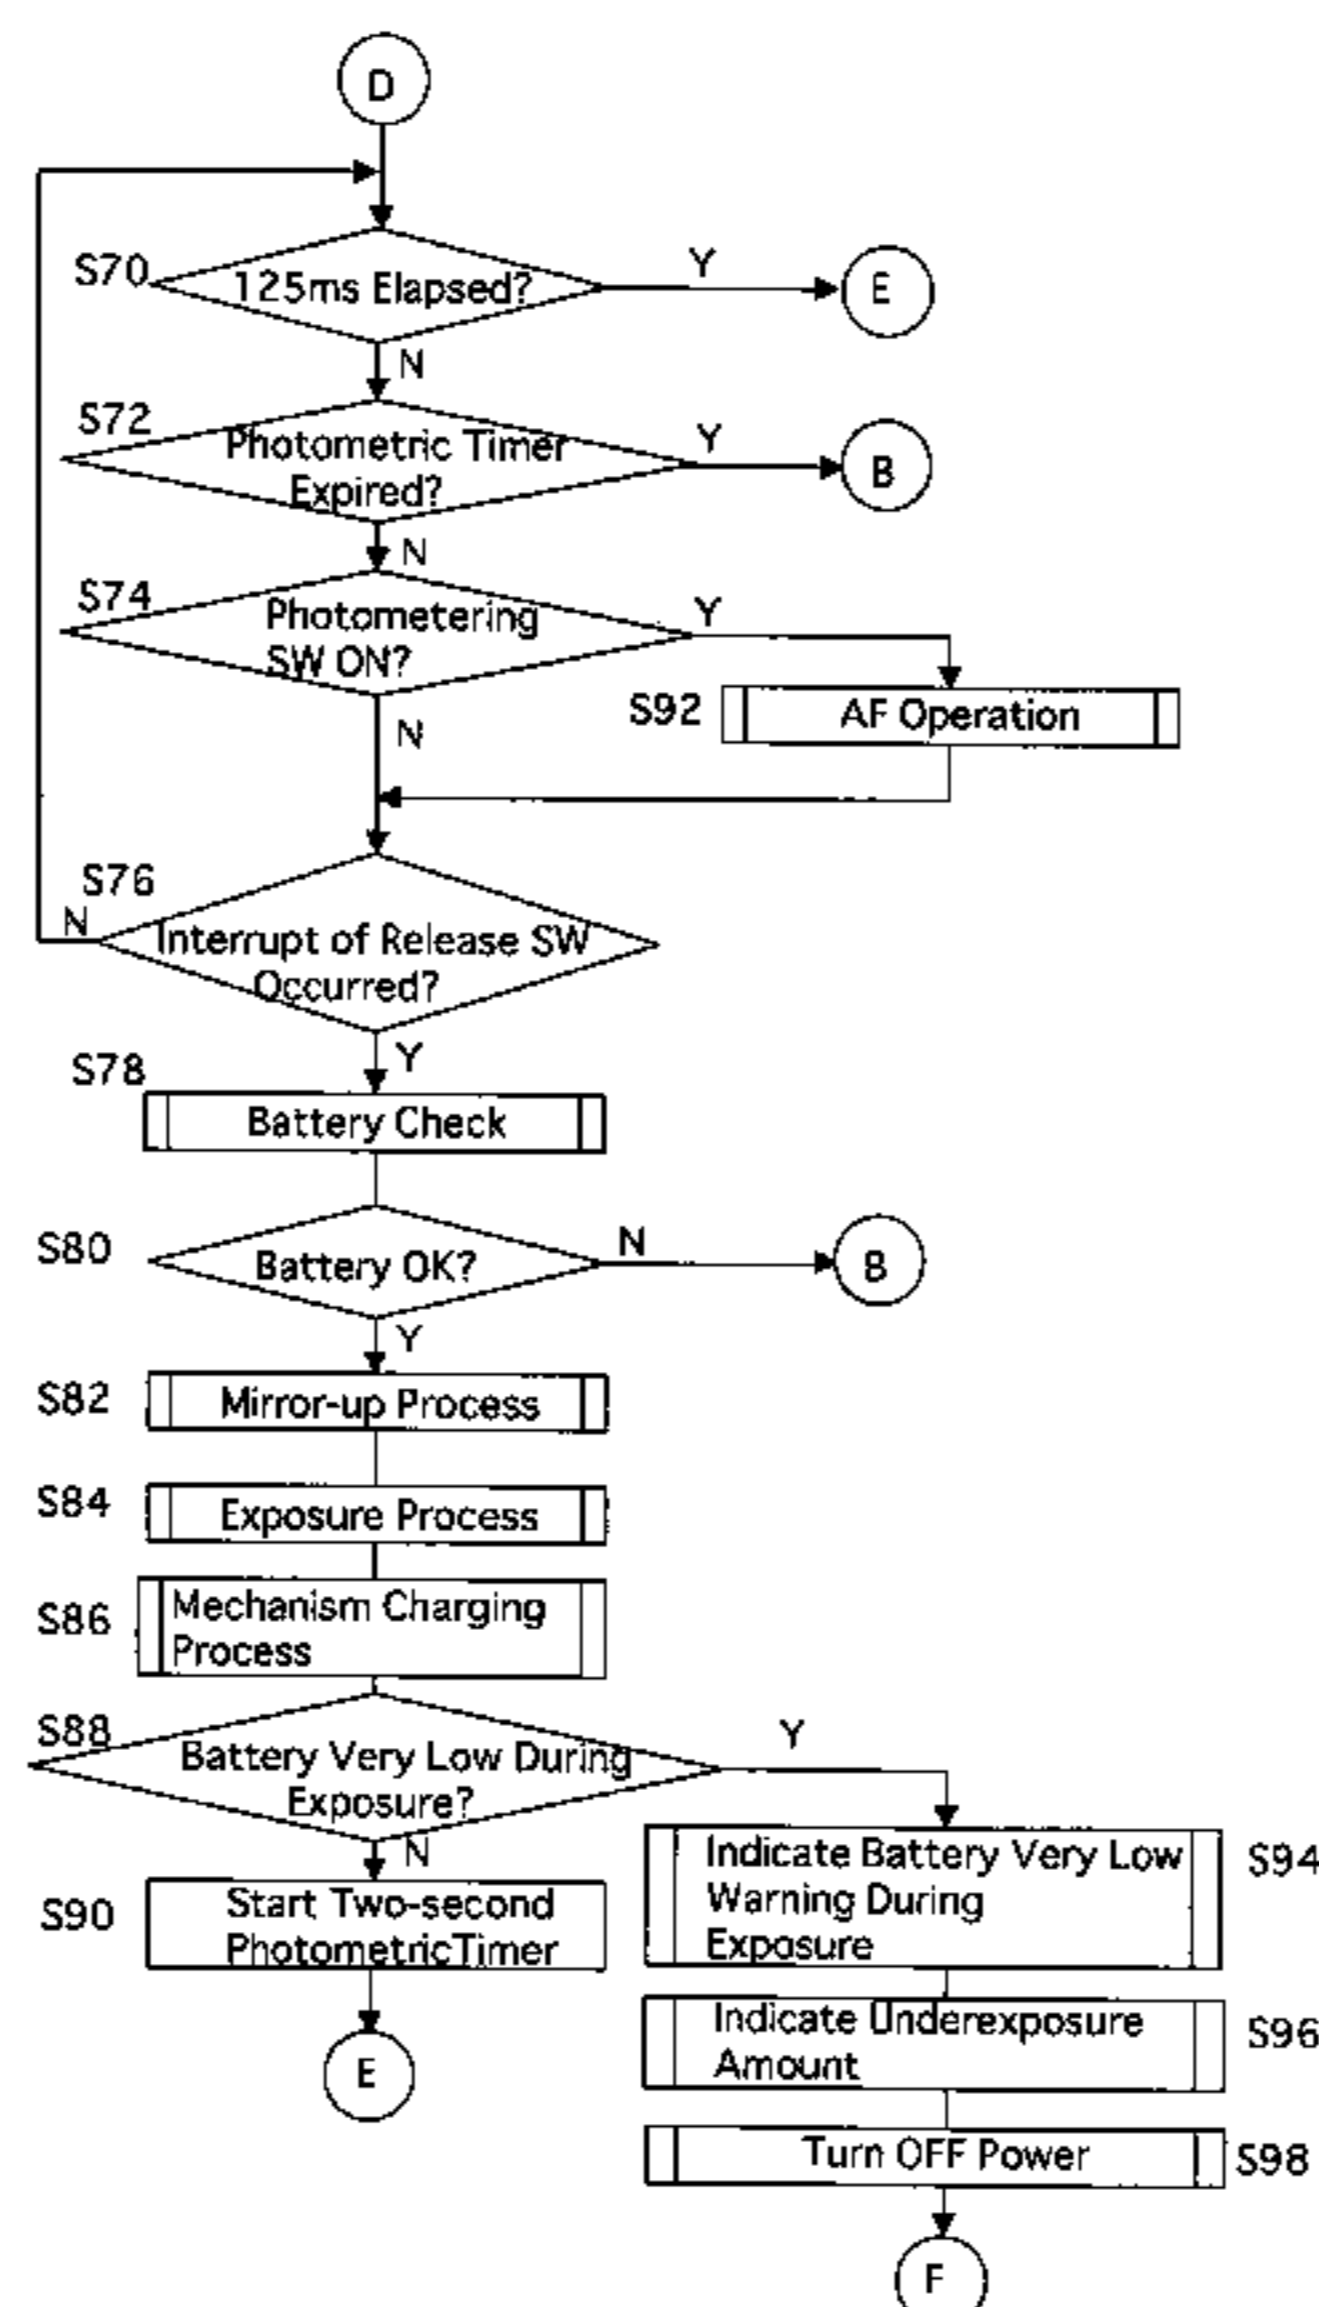 D
S70
125ms Elapsed?
Y
E
N
S72
Photometric Timer
Expired?
Y
B
N
S74
Photometering
SW ON?
Y
S92
AF Operation
N
S76
N
Interrupt of Release SW
Occurred?
Y
S78
Battery Check
S80
Battery OK?
N
B
Y
S82
Mirror-up Process
S84
Exposure Process
S86
Mechanism Charging
Process
S88
Battery Very Low During
Exposure?
Y
N
S90
Start Two-second
PhotometricTimer
E
Indicate Battery Very Low
Warning During
Exposure
S94
Indicate Underexposure
Amount
S96
Turn OFF Power
S98
F